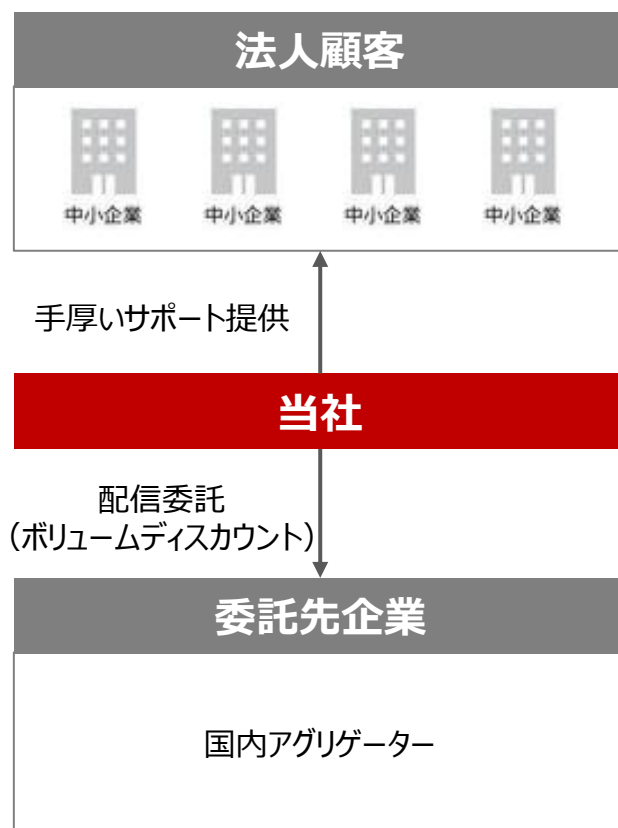 法人顧客
中小企業 中小企業 中小企業 中小企業
手厚いサポート提供
当社
配信委託
（ボリュームディスカウント）
委託先企業
国内アグリゲーター